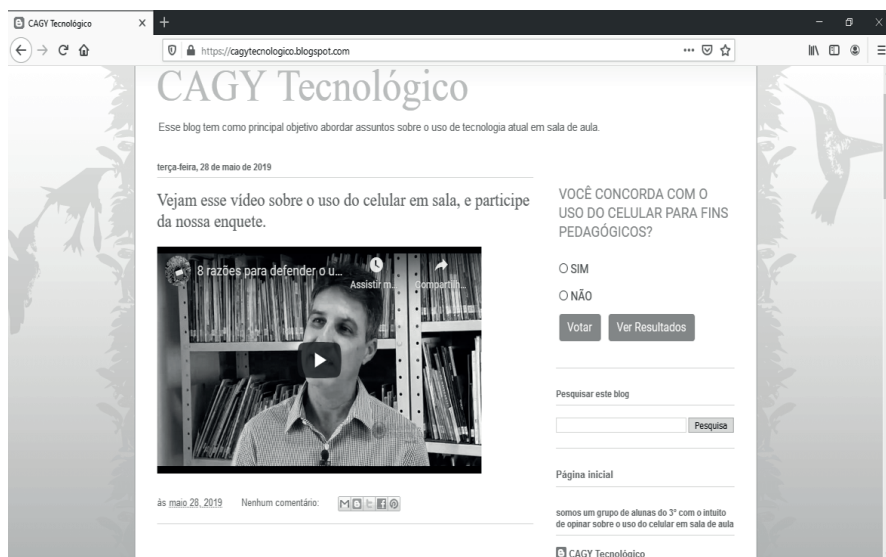 CAGY Tecnológico
https://cagytecnologico.blogspot.com
CAGY Tecnológico
Esse blog tem como principal objetivo abordar assuntos sobre o uso de tecnologia atual em sala de aula.
terça-feira, 28 de maio de 2019
Vejam esse vídeo sobre o uso do celular em sala, e participe
da nossa enquete.
8 razões para defender o u...
Assistir m...
Compartilh...
às maio 28, 2019 Nenhum comentário:
VOCÊ CONCORDA COM O
USO DO CELULAR PARA FINS
PEDAGÓGICOS?
SIM
NÃO
Votar Ver Resultados
Pesquisar este blog
Pesquisa
Página inicial
somos um grupo de alunas do 3° com o intuito
de opinar sobre o uso do celular em sala de aula
CAGY Tecnológico